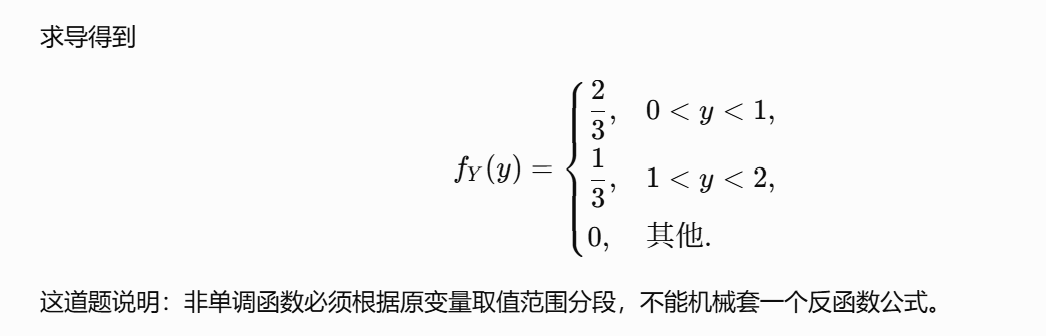 求导得到
f_Y(y) = { 2/3, 0 < y < 1,
1/3, 1 < y < 2,
0, 其他.
这道题说明：非单调函数必须根据原变量取值范围分段，不能机械套一个反函数公式。